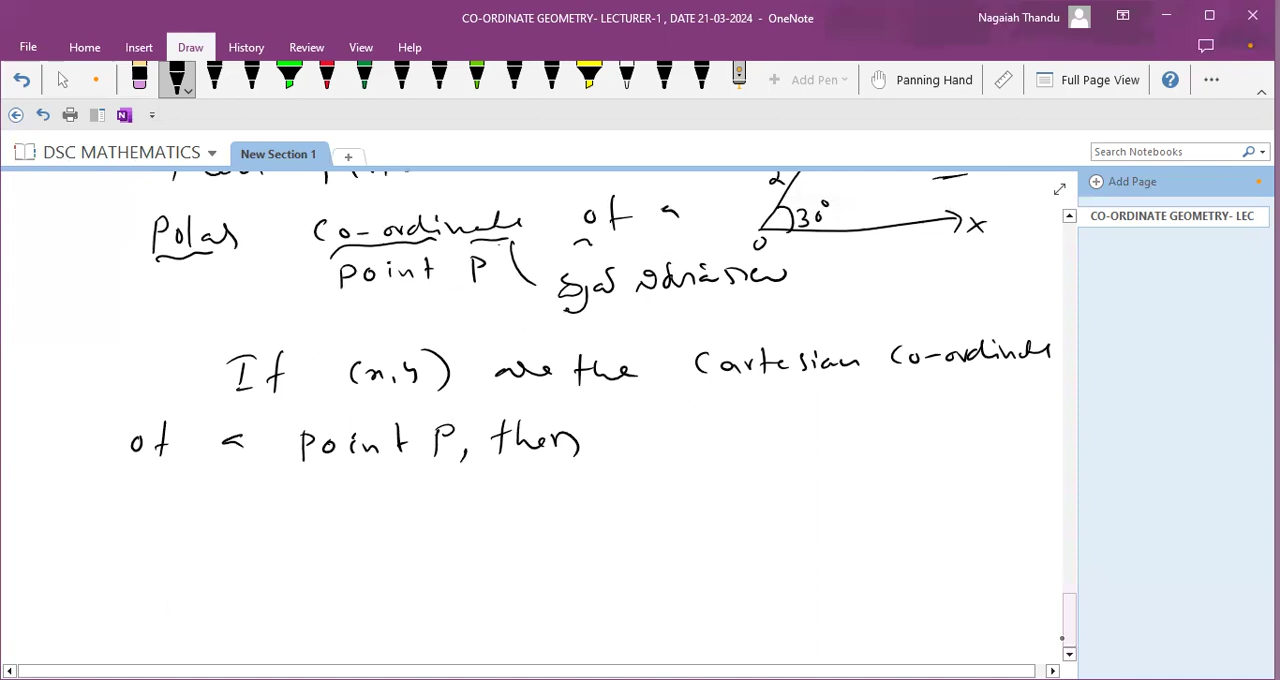 CO-ORDINATE GEOMETRY- LECTURER-1 , DATE 21-03-2024 - OneNote
Nagaiah Thandu
File Home Insert Draw History Review View Help
Add Pen
Panning Hand
Full Page View
DSC MATHEMATICS
New Section 1
Search Notebooks
Add Page
CO-ORDINATE GEOMETRY- LEC
2
30°
O
X
Polar Co-ordinate of a
point P
If (x,y) are the Cartesian Co-ordinates
of a point P, then